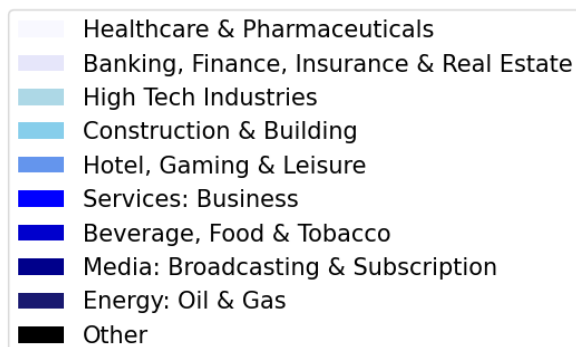 Healthcare & Pharmaceuticals
Banking, Finance, Insurance & Real Estate
High Tech Industries
Construction & Building
Hotel, Gaming & Leisure
Services: Business
Beverage, Food & Tobacco
Media: Broadcasting & Subscription
Energy: Oil & Gas
Other